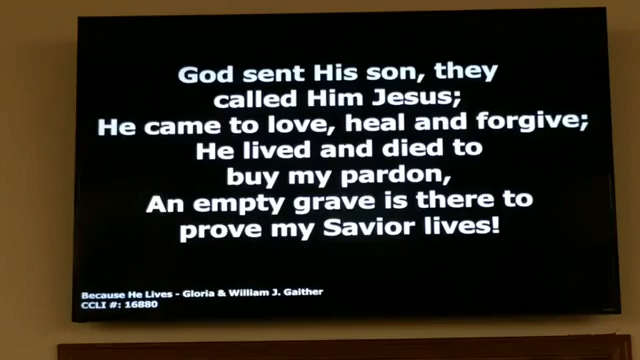 God sent His son, they
called Him Jesus;
He came to love, heal and forgive;
He lived and died to
buy my pardon,
An empty grave is there to
prove my Savior lives!
Because He Lives - Gloria & William J. Gaither
CCLI #: 16880